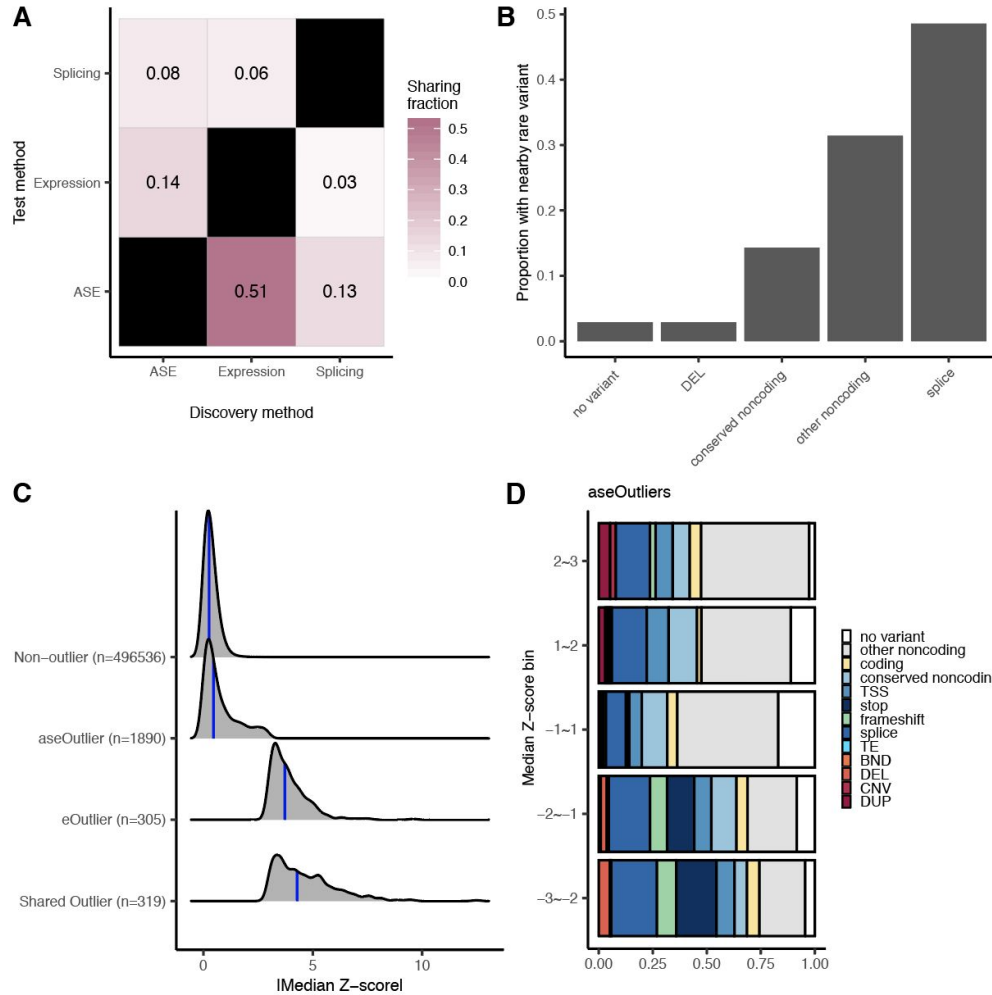 A
Splicing
Expression
ASE
Test method
0.08
0.06
0.14
0.03
0.51
0.13
ASE
Expression
Splicing
Discovery method
Sharing
fraction
0.5
0.4
0.3
0.2
0.1
0.0
B
Proportion with nearby rare variant
0.5
0.4
0.3
0.2
0.1
0.0
no variant
DEL
conserved noncoding
other noncoding
splice
C
Non-outlier (n=496536)
aseOutlier (n=1890)
eOutlier (n=305)
Shared Outlier (n=319)
0
5
10
|Median Z-score|
D
aseOutliers
Median Z-score bin
2~3
1~2
-1~1
-2~-1
-3~-2
0.00
0.25
0.50
0.75
1.00
no variant
other noncoding
coding
conserved noncodin
TSS
stop
frameshift
splice
TE
BND
DEL
CNV
DUP